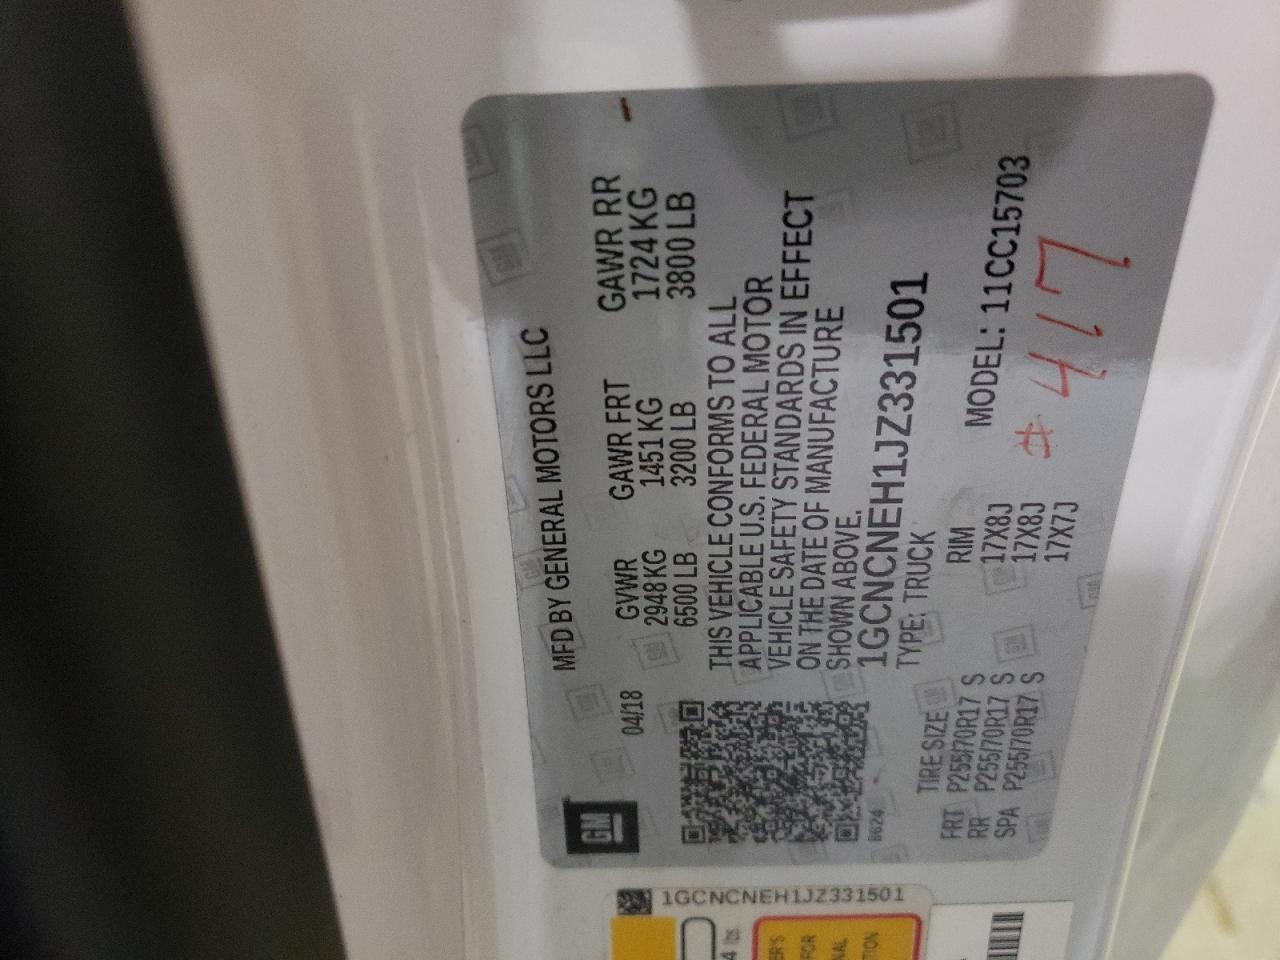 GM
MFD BY GENERAL MOTORS LLC
04/18
GVWR GAWR FRT GAWR RR
2948 KG 1451 KG 1724 KG
6500 LB 3200 LB 3800 LB
THIS VEHICLE CONFORMS TO ALL
APPLICABLE U.S. FEDERAL MOTOR
VEHICLE SAFETY STANDARDS IN EFFECT
ON THE DATE OF MANUFACTURE
SHOWN ABOVE.
1GCNCNEH1JZ331501
B624
TYPE: TRUCK
MODEL: 11CC15703
TIRE SIZE RIM
FRT P255/70R17 S 17X8J
RR P255/70R17 S 17X8J
SPA P255/70R17 S 17X7J
# 417
1GCNCNEH1JZ331501
4 lbs